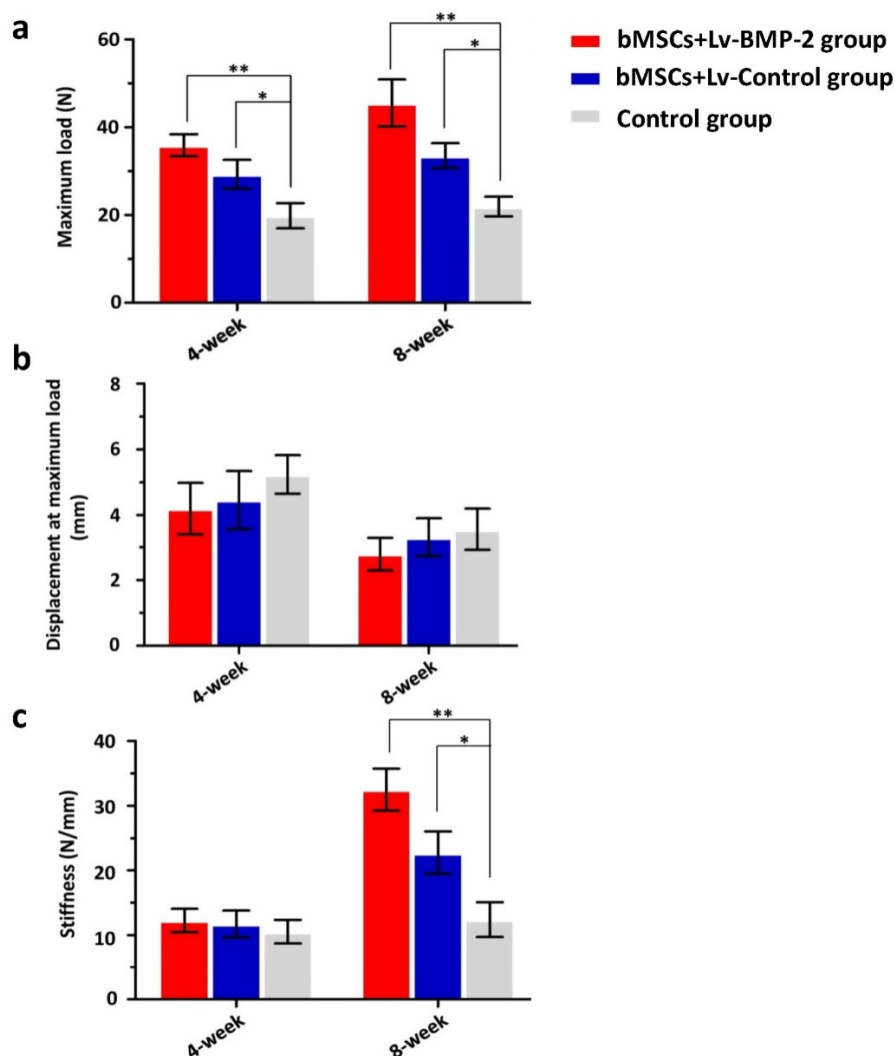 a
Maximum load (N)
60
40
20
0
**
*
**
*
4-week
8-week
bMSCs+Lv-BMP-2 group
bMSCs+Lv-Control group
Control group
b
Displacement at maximum load
(mm)
8
6
4
2
0
4-week
8-week
c
Stiffness (N/mm)
40
30
20
10
0
**
*
4-week
8-week